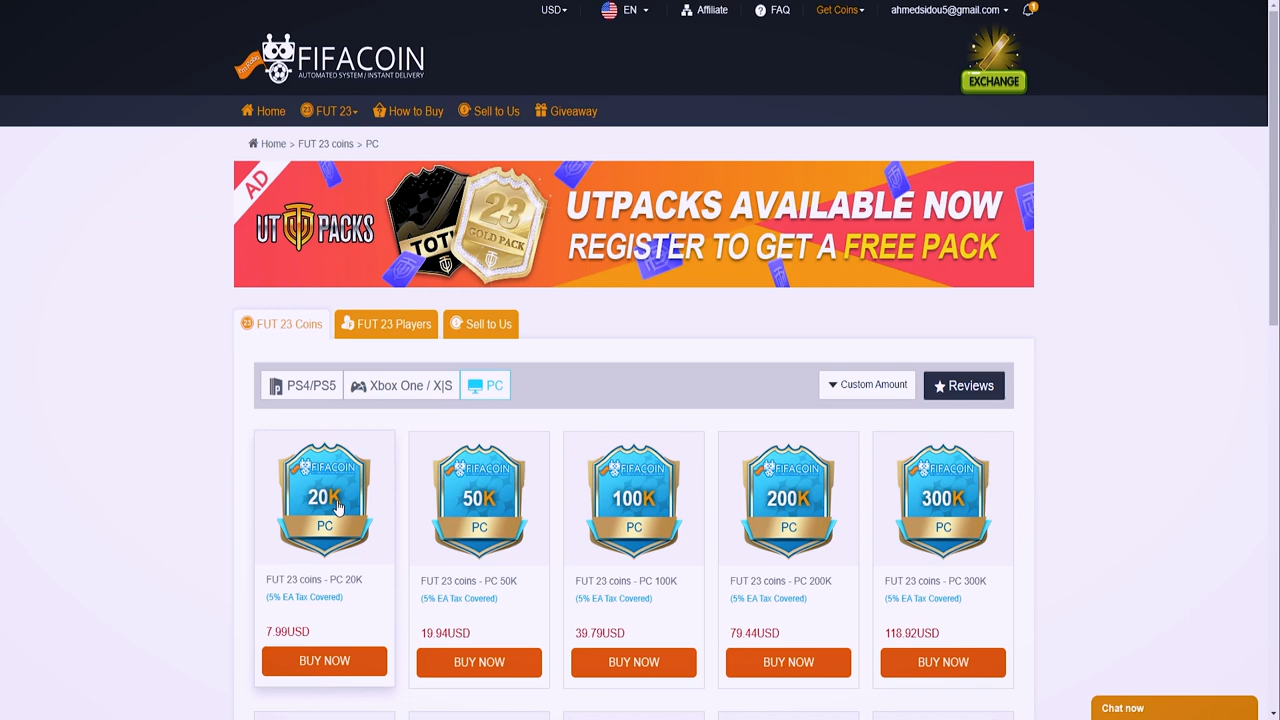 USD EN Affiliate FAQ Get Coins ahmedsidou5@gmail.com 1
FIFACOIN
AUTOMATED SYSTEM / INSTANT DELIVERY
EXCHANGE
Home FUT 23 How to Buy Sell to Us Giveaway
Home > FUT 23 coins > PC
AD
UT PACKS
TOT
23
GOLD PACK
UTPACKS AVAILABLE NOW
REGISTER TO GET A FREE PACK
FUT 23 Coins FUT 23 Players Sell to Us
PS4/PS5 Xbox One / X|S PC Custom Amount Reviews
FIFACOIN FIFACOIN FIFACOIN FIFACOIN FIFACOIN
20K 50K 100K 200K 300K
PC PC PC PC PC
FUT 23 coins - PC 20K FUT 23 coins - PC 50K FUT 23 coins - PC 100K FUT 23 coins - PC 200K FUT 23 coins - PC 300K
(5% EA Tax Covered) (5% EA Tax Covered) (5% EA Tax Covered) (5% EA Tax Covered) (5% EA Tax Covered)
7.99USD 19.94USD 39.79USD 79.44USD 118.92USD
BUY NOW BUY NOW BUY NOW BUY NOW BUY NOW
Chat now